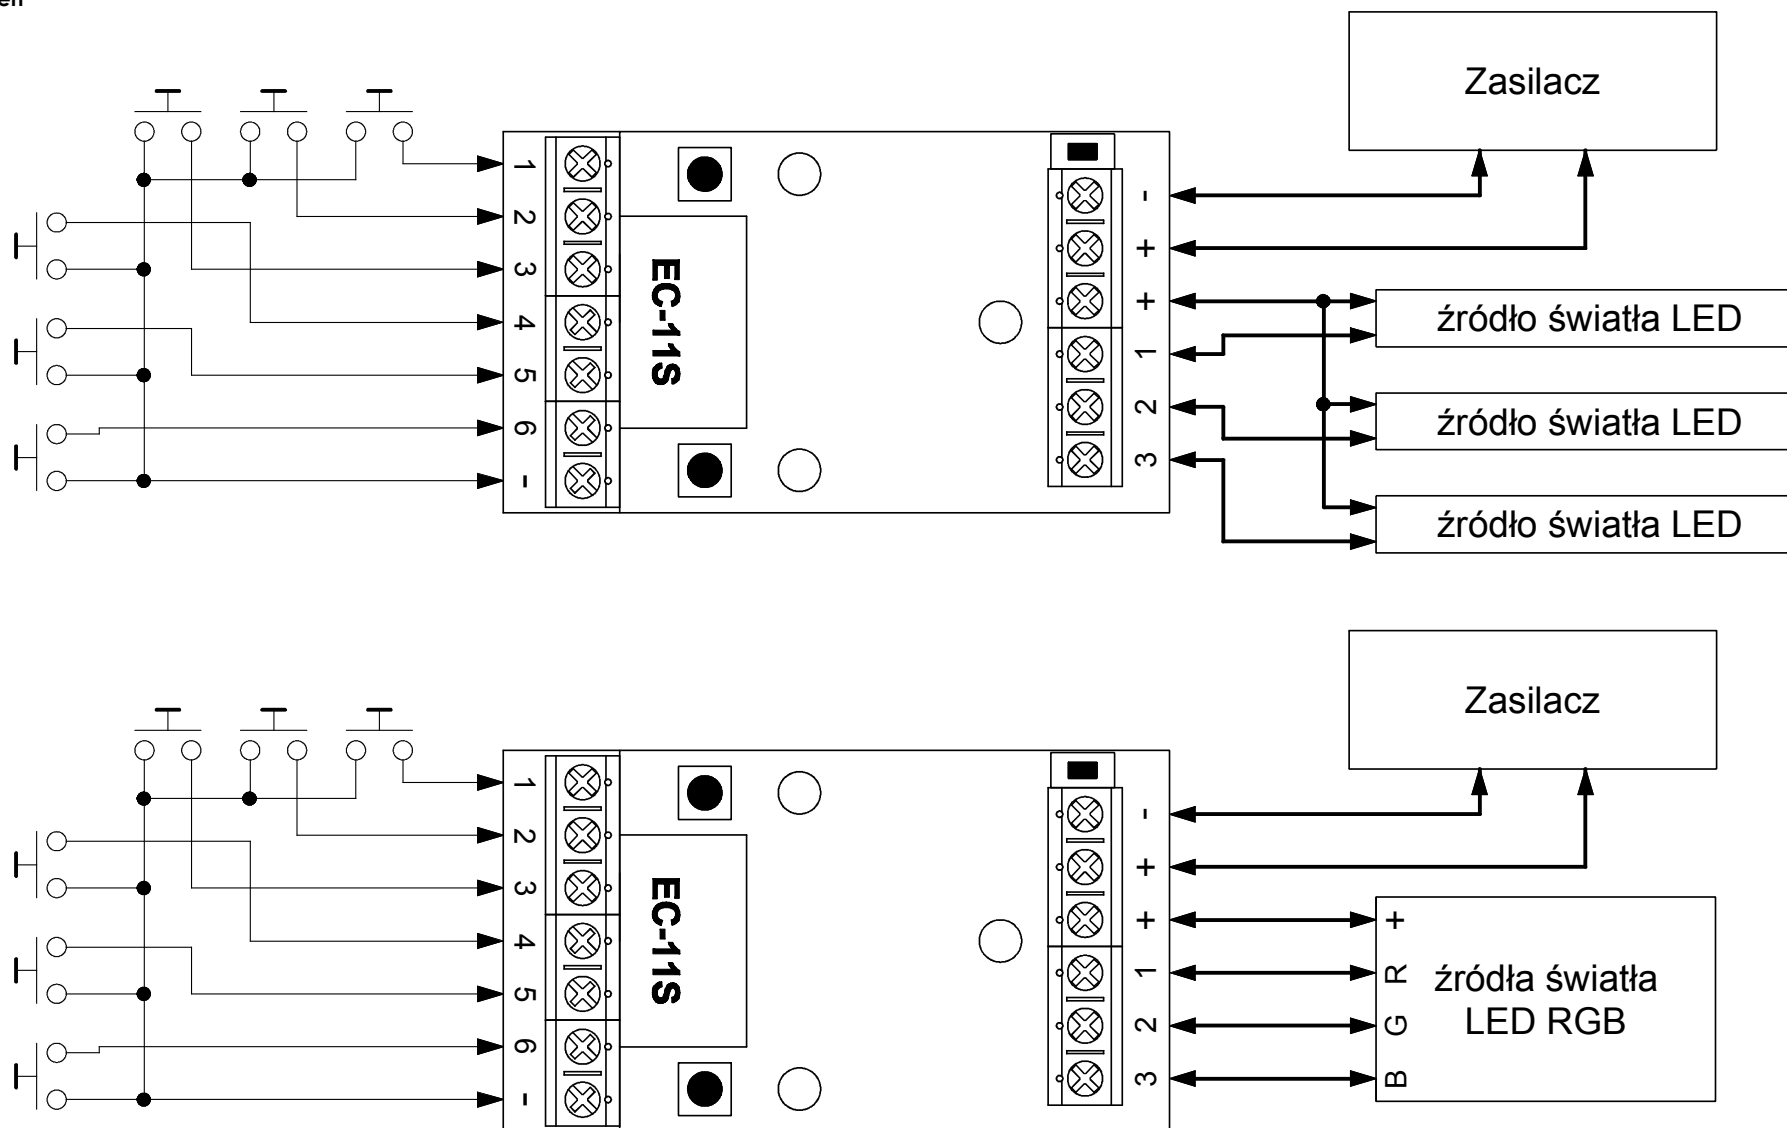 Zasilacz
1
2
3
4
5
6
-
EC-11S
-
+
+
1
2
3
źródło światła LED
źródło światła LED
źródło światła LED
Zasilacz
1
2
3
4
5
6
-
EC-11S
-
+
+
1
2
3
+
R
G
B
źródła światła
LED RGB